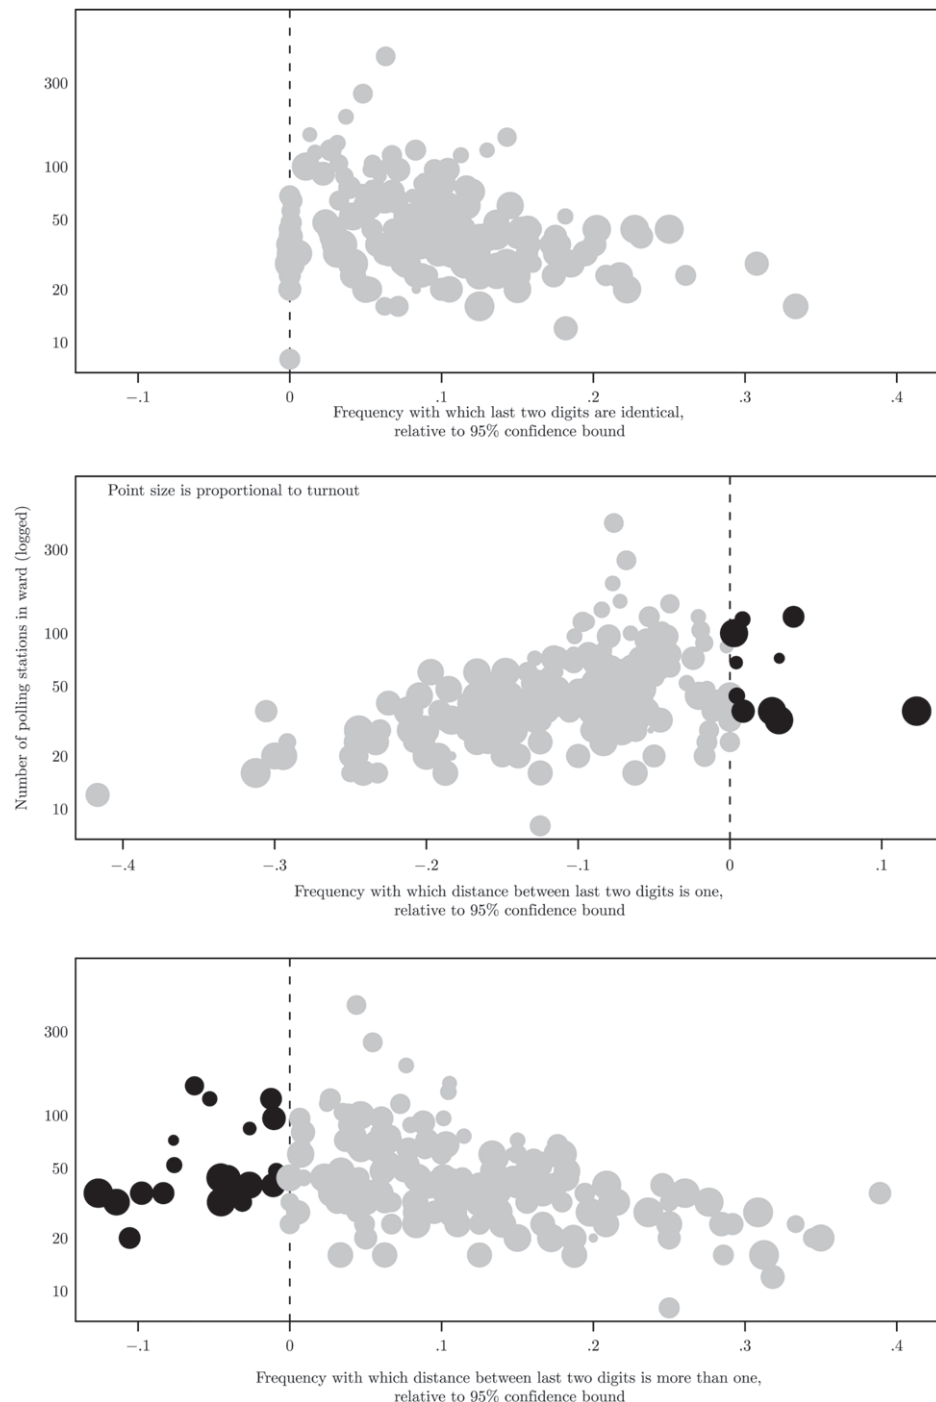 300
100
50
20
10
−.1 0 .1 .2 .3 .4
Frequency with which last two digits are identical,
relative to 95% confidence bound
Point size is proportional to turnout
Number of polling stations in ward (logged)
300
100
50
20
10
−.4 −.3 −.2 −.1 0 .1
Frequency with which distance between last two digits is one,
relative to 95% confidence bound
300
100
50
20
10
−.1 0 .1 .2 .3 .4
Frequency with which distance between last two digits is more than one,
relative to 95% confidence bound